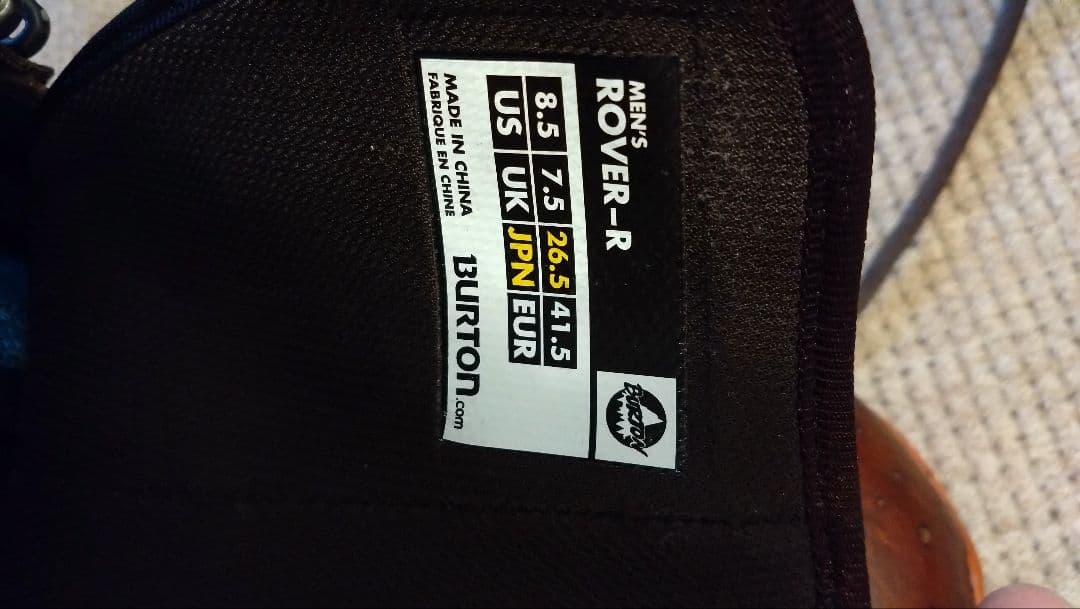 MEN'S
ROVER-R
BURTON
8.5 7.5 26.5 41.5
US UK JPN EUR
MADE IN CHINA
FABRIQUE EN CHINE
BURTON.com